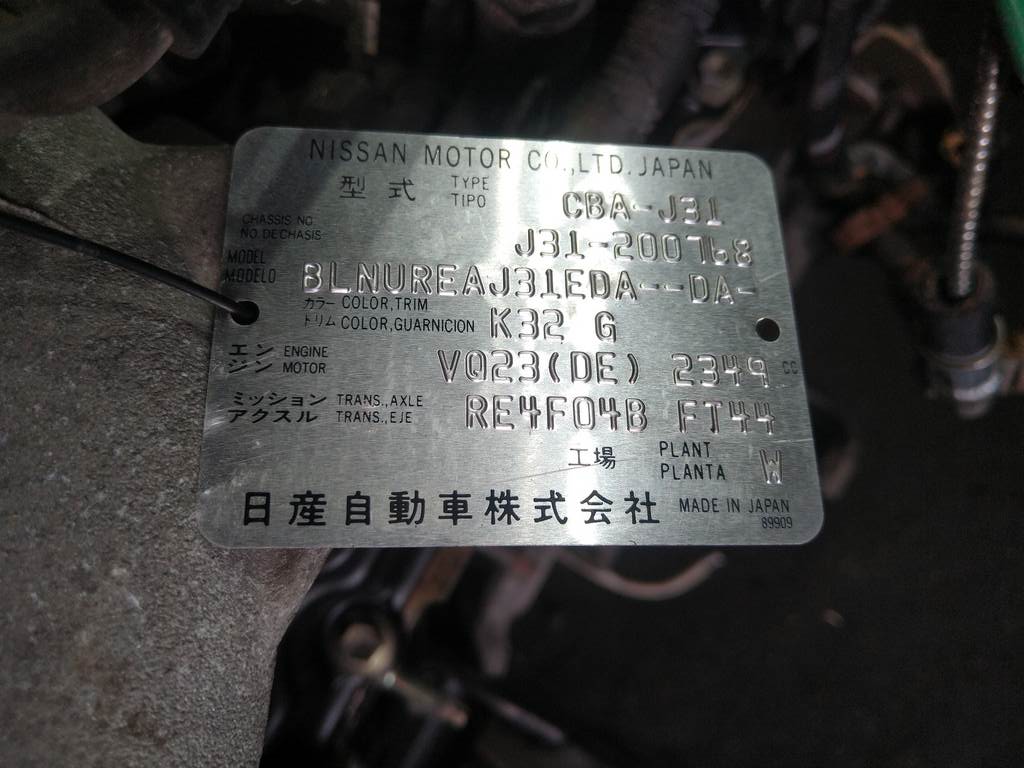 NISSAN MOTOR CO.,LTD. JAPAN
型式 TYPE TIPO CBA-J31
CHASSIS NO. NO. DE CHASIS J31-200768
MODEL MODELO BLNUREAJ31EDA--DA-
カラー COLOR,TRIM
トリム COLOR,GUARNICION K32 G
エンジン ENGINE MOTOR VQ23(DE) 2349 CC
ミッション TRANS.,AXLE
アクスル TRANS.,EJE RE4F04B FT44
工場 PLANT PLANTA W
日産自動車株式会社 MADE IN JAPAN
89909